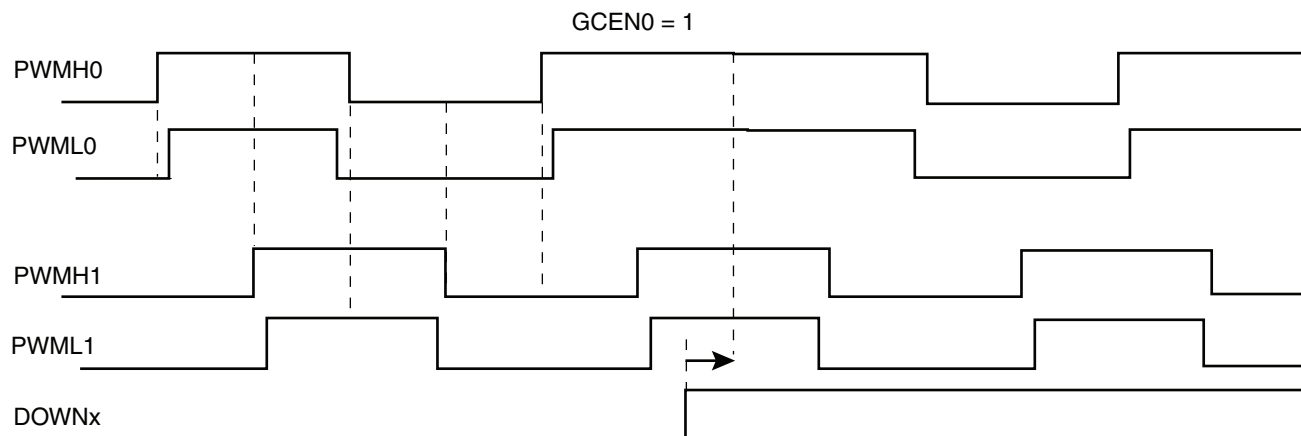 GCEN0 = 1
PWMH0
PWML0
PWMH1
PWML1
DOWNx